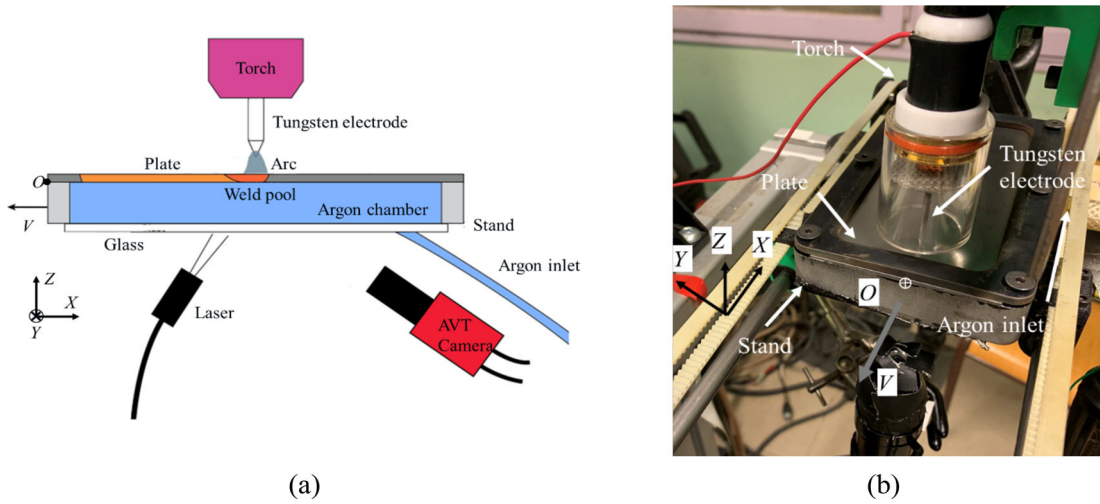 Torch
Tungsten electrode
Plate
Arc
O
Weld pool
Argon chamber
V
Stand
Glass
Argon inlet
Z
X
Y
Laser
AVT
Camera
(a)
Torch
Tungsten
electrode
Plate
Z
X
Y
O
Argon inlet
Stand
V
(b)